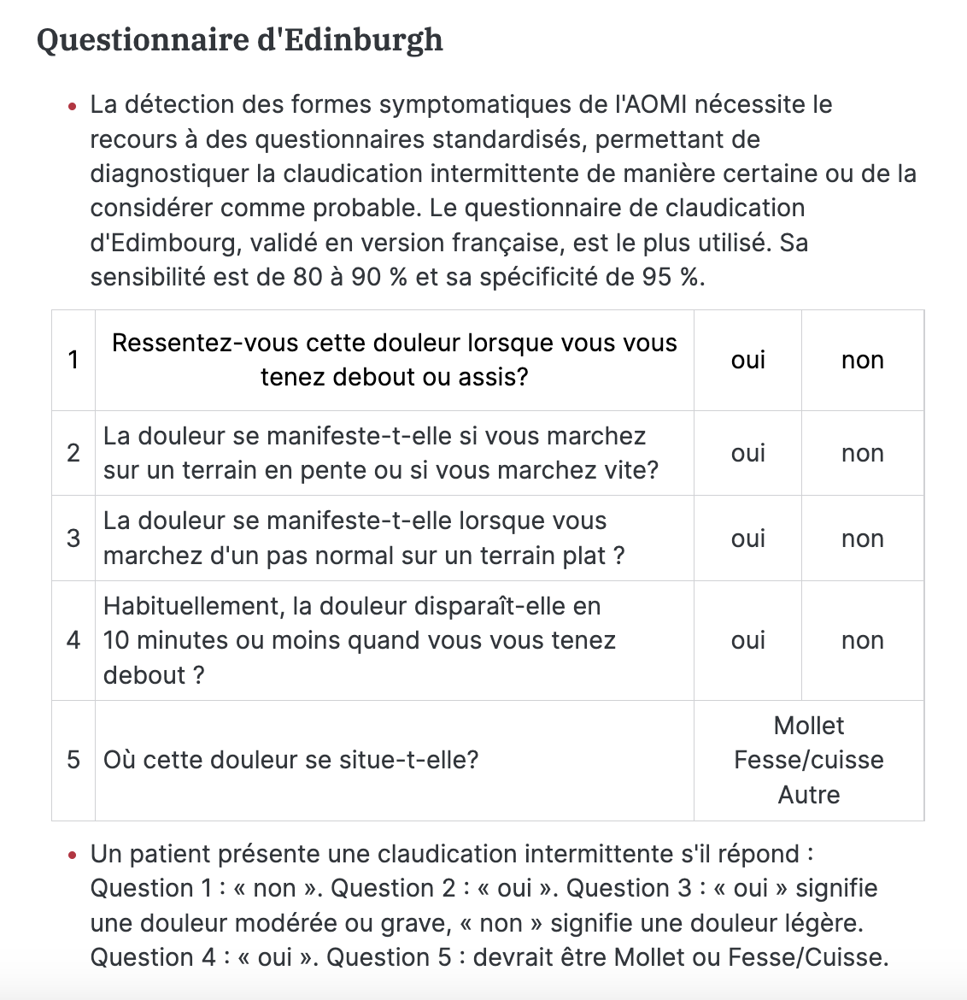 Questionnaire d'Edinburgh
• La détection des formes symptomatiques de l'AOMI nécessite le
recours à des questionnaires standardisés, permettant de
diagnostiquer la claudication intermittente de manière certaine ou de la
considérer comme probable. Le questionnaire de claudication
d'Edimbourg, validé en version française, est le plus utilisé. Sa
sensibilité est de 80 à 90 % et sa spécificité de 95 %.
1 Ressentez-vous cette douleur lorsque vous vous
tenez debout ou assis? oui non
2 La douleur se manifeste-t-elle si vous marchez
sur un terrain en pente ou si vous marchez vite? oui non
3 La douleur se manifeste-t-elle lorsque vous
marchez d'un pas normal sur un terrain plat ? oui non
4 Habituellement, la douleur disparaît-elle en
10 minutes ou moins quand vous vous tenez
debout ? oui non
5 Où cette douleur se situe-t-elle?
Mollet
Fesse/cuisse
Autre
• Un patient présente une claudication intermittente s'il répond :
Question 1 : « non ». Question 2 : « oui ». Question 3 : « oui » signifie
une douleur modérée ou grave, « non » signifie une douleur légère.
Question 4 : « oui ». Question 5 : devrait être Mollet ou Fesse/Cuisse.